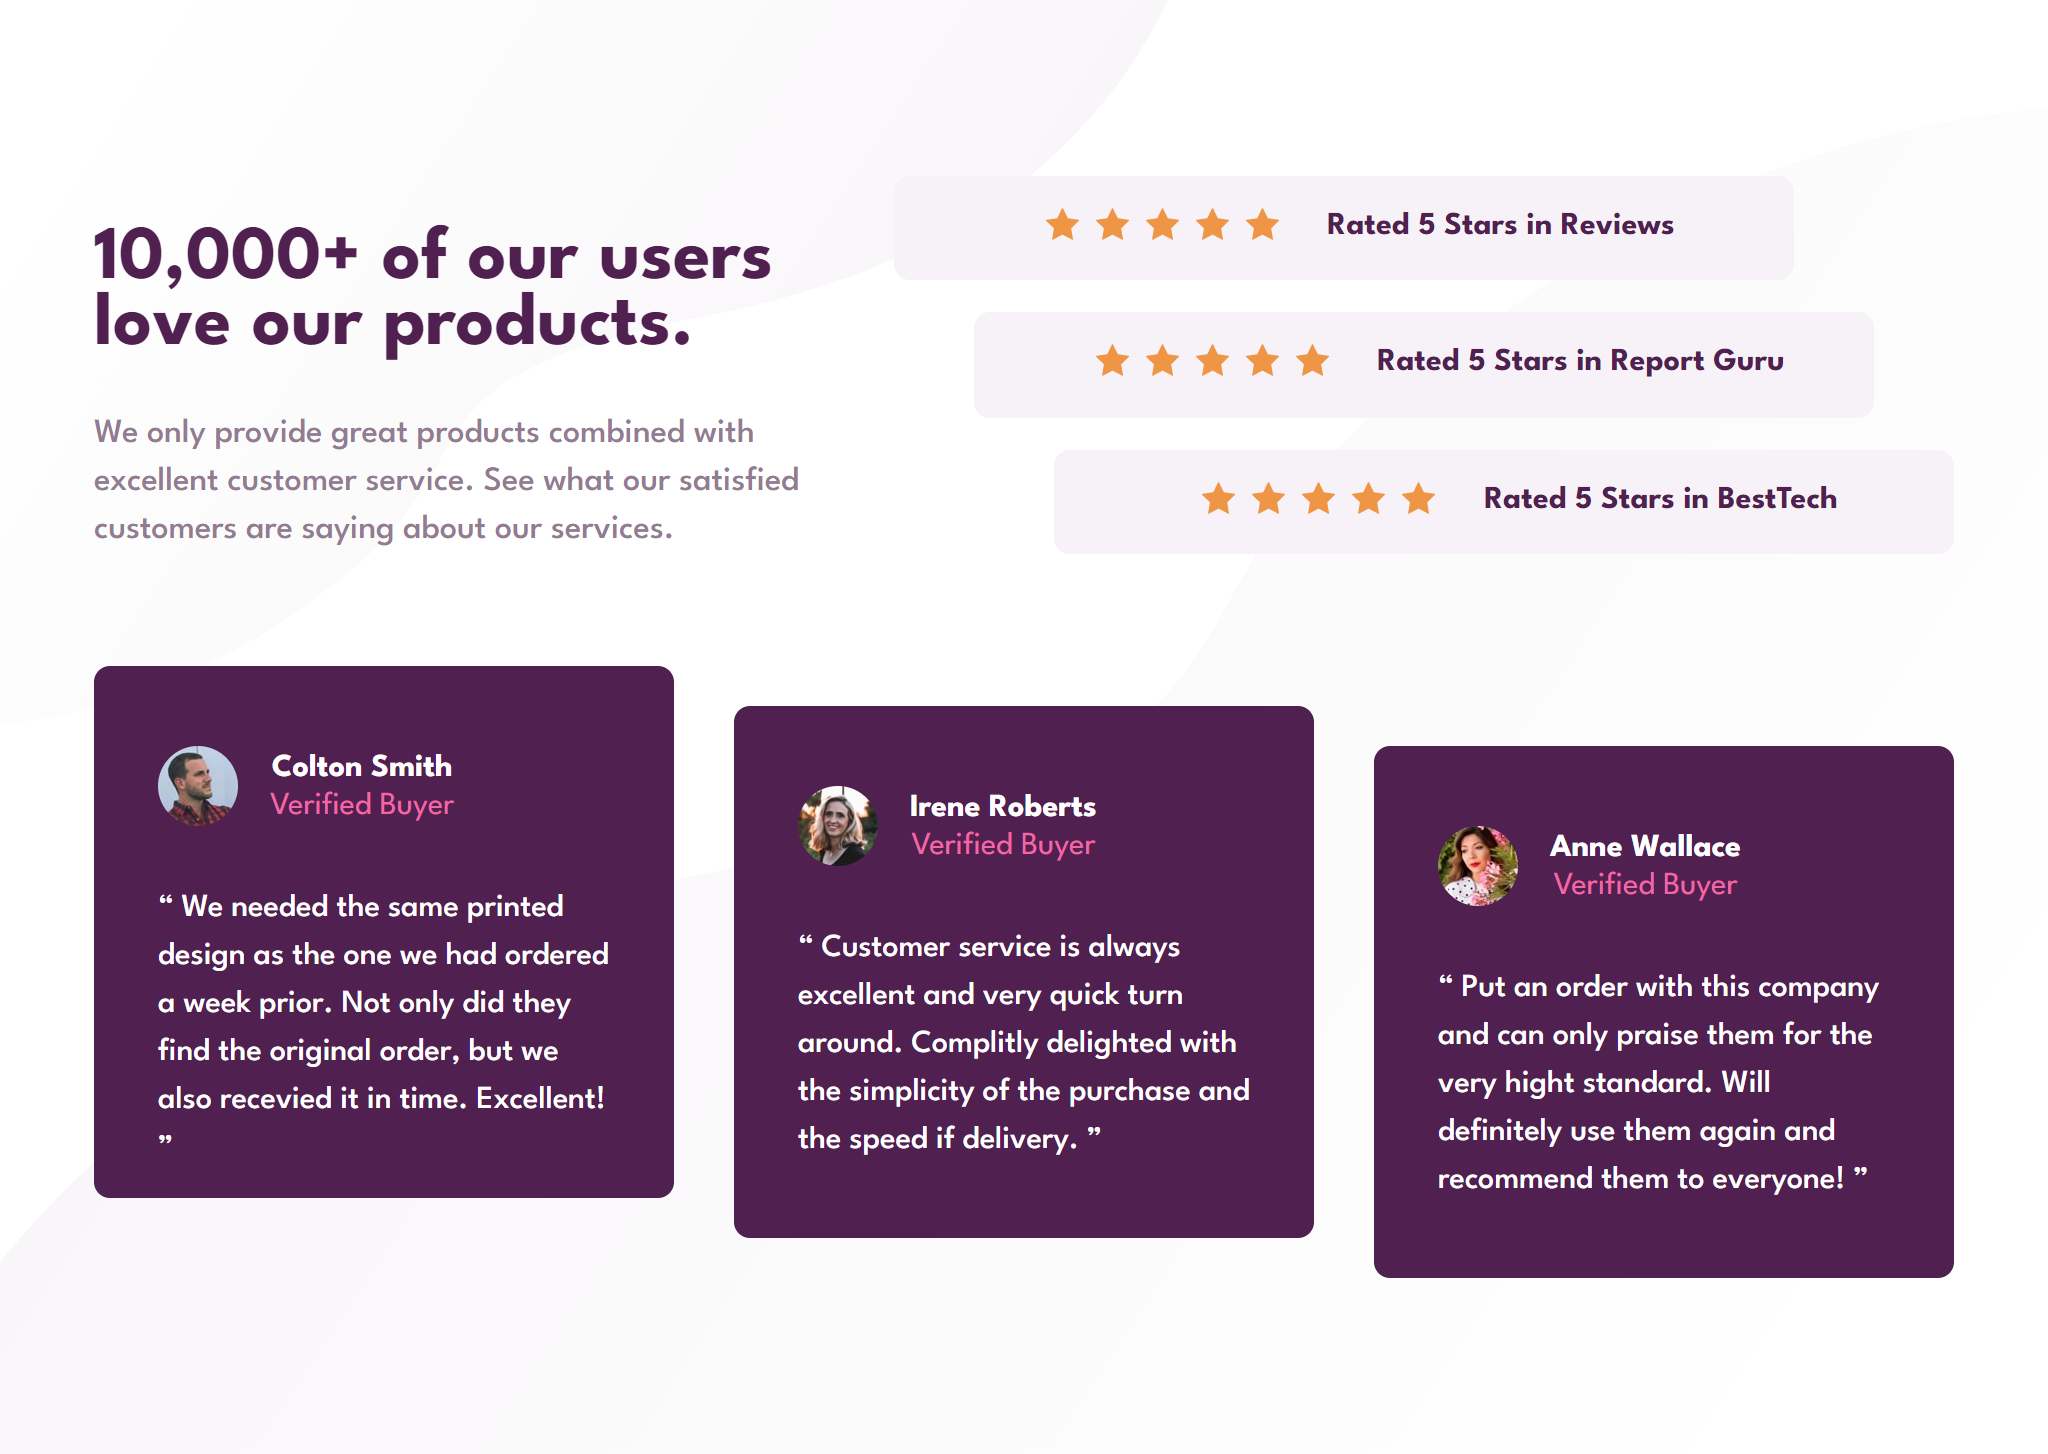 10,000+ of our users
love our products.
We only provide great products combined with
excellent customer service. See what our satisfied
customers are saying about our services.
Rated 5 Stars in Reviews
Rated 5 Stars in Report Guru
Rated 5 Stars in BestTech
Colton Smith
Verified Buyer
“ We needed the same printed
design as the one we had ordered
a week prior. Not only did they
find the original order, but we
also recevied it in time. Excellent!
”
Irene Roberts
Verified Buyer
“ Customer service is always
excellent and very quick turn
around. Complitly delighted with
the simplicity of the purchase and
the speed if delivery. ”
Anne Wallace
Verified Buyer
“ Put an order with this company
and can only praise them for the
very hight standard. Will
definitely use them again and
recommend them to everyone! ”